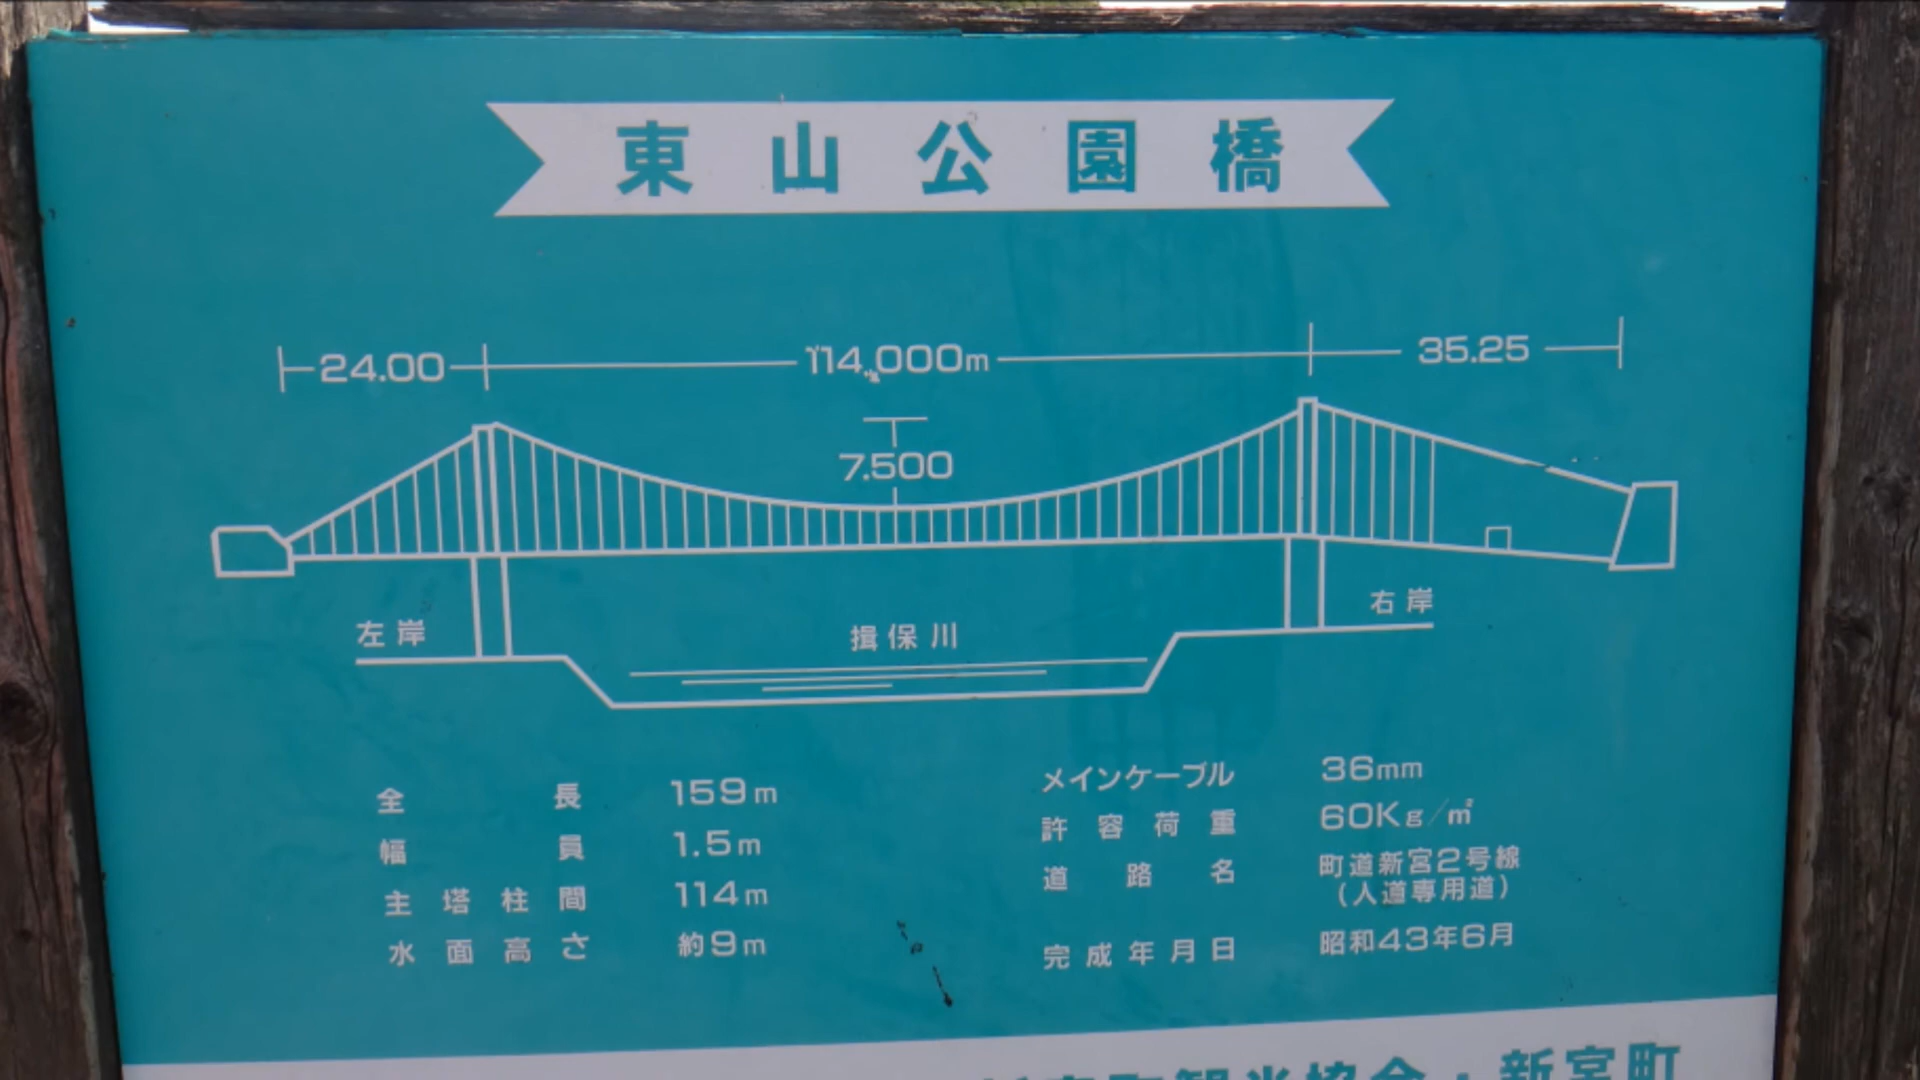 東山公園橋
24.00 114.000m 35.25
7.500
左岸 揖保川 右岸
全長 159m
幅員 1.5m
主塔柱間 114m
水面高さ 約9m
メインケーブル 36mm
許容荷重 60Kg/㎡
道路名 町道新宮2号線
(人道専用道)
完成年月日 昭和43年6月
観光協会・新宮町